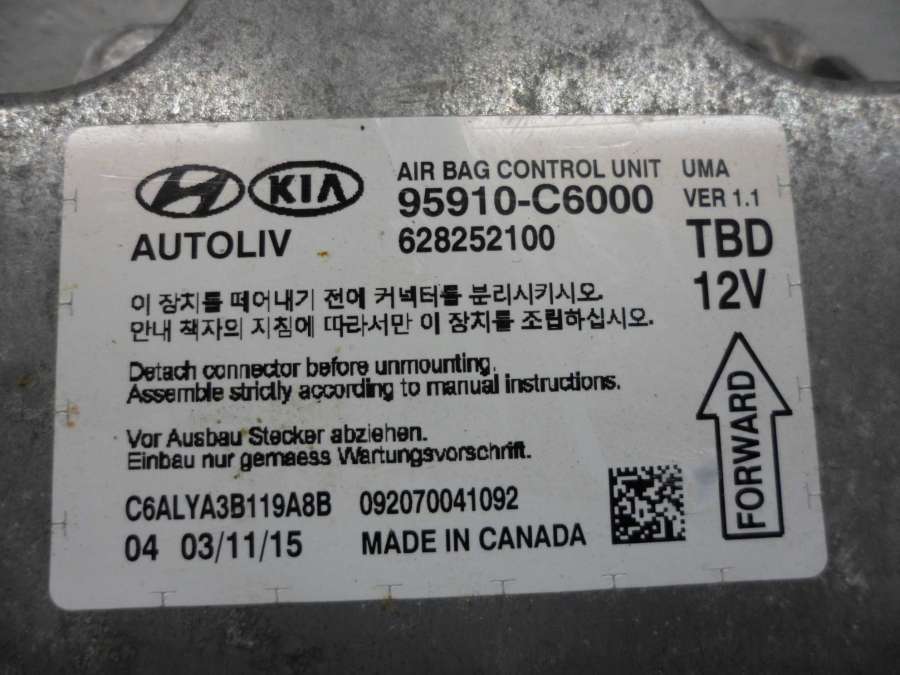 KIA
AIR BAG CONTROL UNIT UMA
95910-C6000 VER 1.1
AUTOLIV 628252100 TBD
12V
이 장치를 떼어내기 전에 커넥터를 분리시키시오.
안내 책자의 지침에 따라서만 이 장치를 조립하십시오.
Detach connector before unmounting.
Assemble strictly according to manual instructions.
FORWARD
Vor Ausbau Stecker abziehen.
Einbau nur gemaess Wartungsvorschrift.
C6ALYA3B119A8B 092070041092
04 03/11/15 MADE IN CANADA